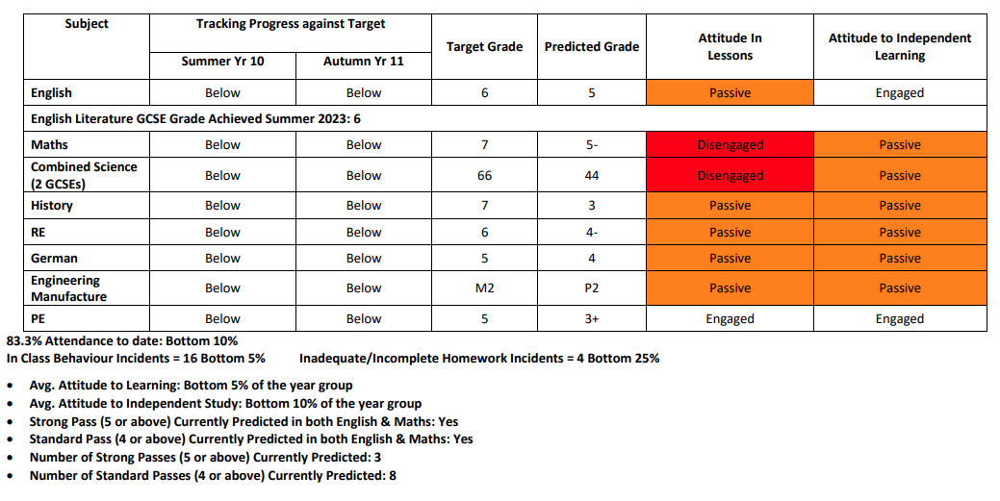 Subject Tracking Progress against Target Target Grade Predicted Grade Attitude In Lessons Attitude to Independent Learning
Summer Yr 10 Autumn Yr 11
English Below Below 6 5 Passive Engaged
English Literature GCSE Grade Achieved Summer 2023: 6
Maths Below Below 7 5- Disengaged Passive
Combined Science (2 GCSEs) Below Below 66 44 Disengaged Passive
History Below Below 7 3 Passive Passive
RE Below Below 6 4- Passive Passive
German Below Below 5 4 Passive Passive
Engineering Manufacture Below Below M2 P2 Passive Passive
PE Below Below 5 3+ Engaged Engaged
83.3% Attendance to date: Bottom 10%
In Class Behaviour Incidents = 16 Bottom 5% Inadequate/Incomplete Homework Incidents = 4 Bottom 25%
• Avg. Attitude to Learning: Bottom 5% of the year group
• Avg. Attitude to Independent Study: Bottom 10% of the year group
• Strong Pass (5 or above) Currently Predicted in both English & Maths: Yes
• Standard Pass (4 or above) Currently Predicted in both English & Maths: Yes
• Number of Strong Passes (5 or above) Currently Predicted: 3
• Number of Standard Passes (4 or above) Currently Predicted: 8